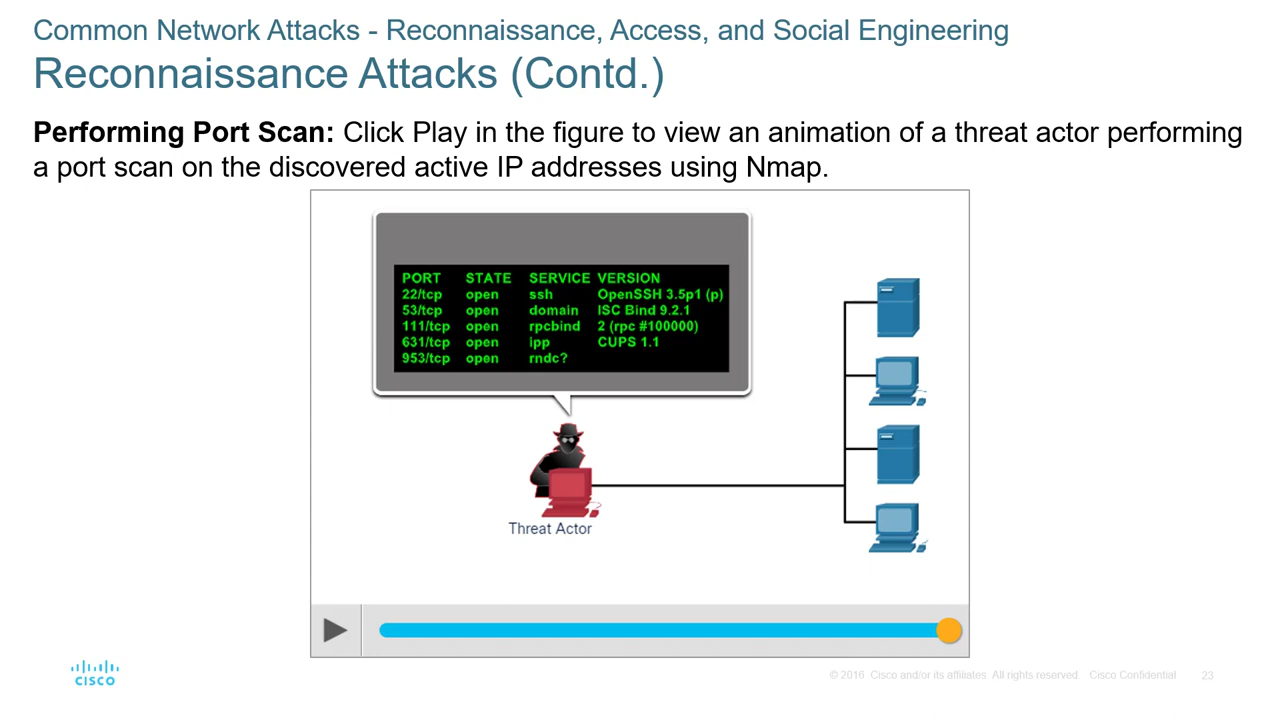 Common Network Attacks - Reconnaissance, Access, and Social Engineering
Reconnaissance Attacks (Contd.)
Performing Port Scan: Click Play in the figure to view an animation of a threat actor performing
a port scan on the discovered active IP addresses using Nmap.
PORT STATE SERVICE VERSION
22/tcp open ssh OpenSSH 3.5p1 (p)
53/tcp open domain ISC Bind 9.2.1
111/tcp open rpcbind 2 (rpc #100000)
631/tcp open ipp CUPS 1.1
953/tcp open rndc?
Threat Actor
CISCO
© 2016 Cisco and/or its affiliates. All rights reserved. Cisco Confidential 23